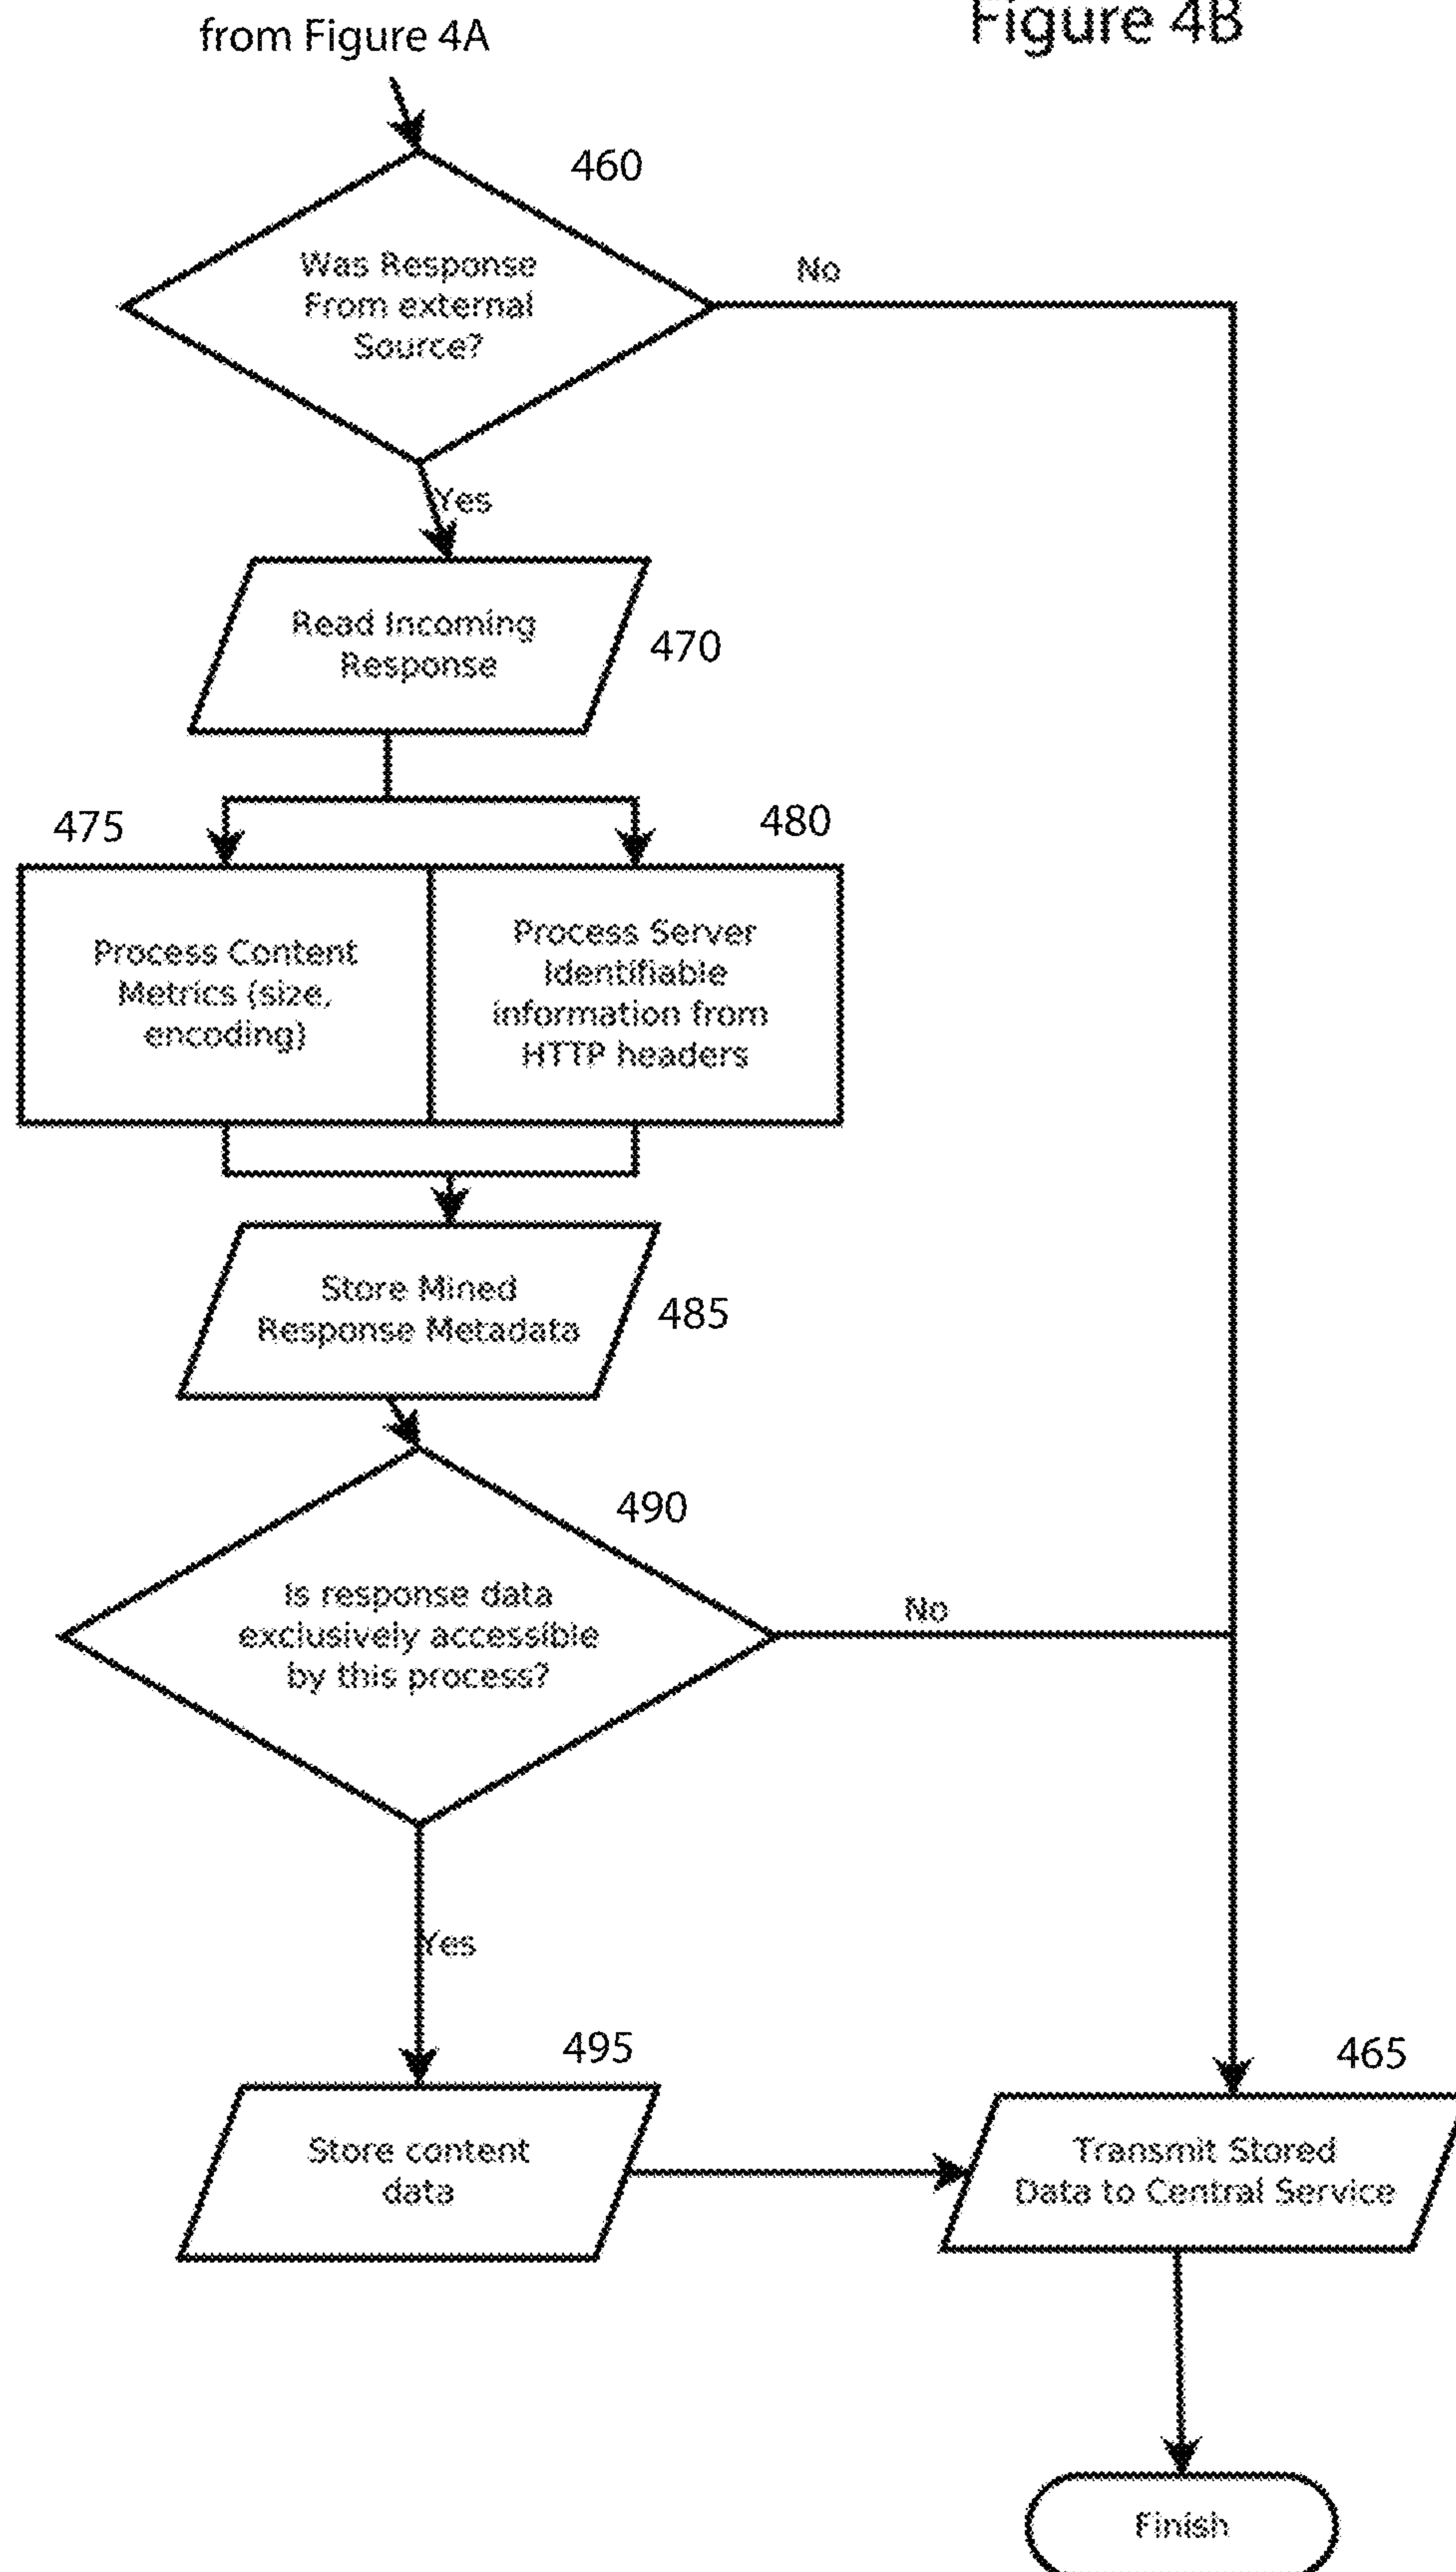 from Figure 4A
Figure 4B
460
Was Response
From external
Source?
No
Yes
Read Incoming
Response
470
475
480
Process Content
Metrics (size,
encoding)
Process Server
Identifiable
information from
HTTP headers
Store Mined
Response Metadata
485
490
Is response data
exclusively accessible
by this process?
No
Yes
495
465
Store content
data
Transmit Stored
Data to Central Service
Finish